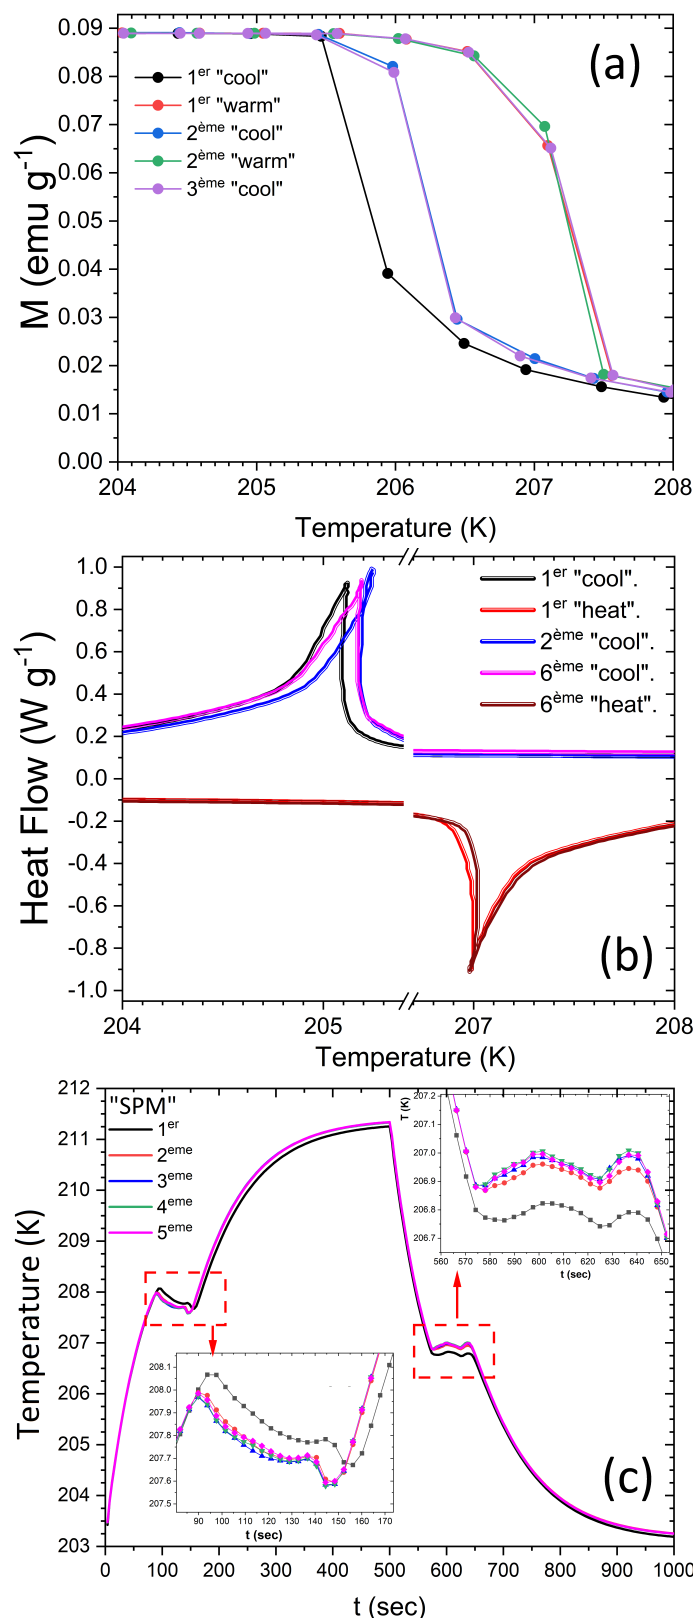 0.09
0.08
0.07
0.06
0.05
0.04
0.03
0.02
0.01
0.00
M (emu g⁻¹)
(a)
1ᵉʳ "cool"
1ᵉʳ "warm"
2ᵉᵐᵉ "cool"
2ᵉᵐᵉ "warm"
3ᵉᵐᵉ "cool"
204 205 206 207 208
Temperature (K)
1.0
0.8
0.6
0.4
0.2
0.0
-0.2
-0.4
-0.6
-0.8
-1.0
Heat Flow (W g⁻¹)
1ᵉʳ "cool".
1ᵉʳ "heat".
2ᵉ̀ᵐᵉ "cool".
6ᵉ̀ᵐᵉ "cool".
6ᵉ̀ᵐᵉ "heat".
(b)
204 205 207 208
Temperature (K)
212
211
210
209
208
207
206
205
204
203
Temperature (K)
"SPM"
1ᵉʳ
2ᵉᵐᵉ
3ᵉᵐᵉ
4ᵉᵐᵉ
5ᵉᵐᵉ
207.2
207.1
207.0
206.9
206.8
206.7
T (K)
560 570 580 590 600 610 620 630 640 650
t (sec)
208.1
208.0
207.9
207.8
207.7
207.6
207.5
90 100 110 120 130 140 150 160 170
t (sec)
(c)
0 100 200 300 400 500 600 700 800 900 1000
t (sec)